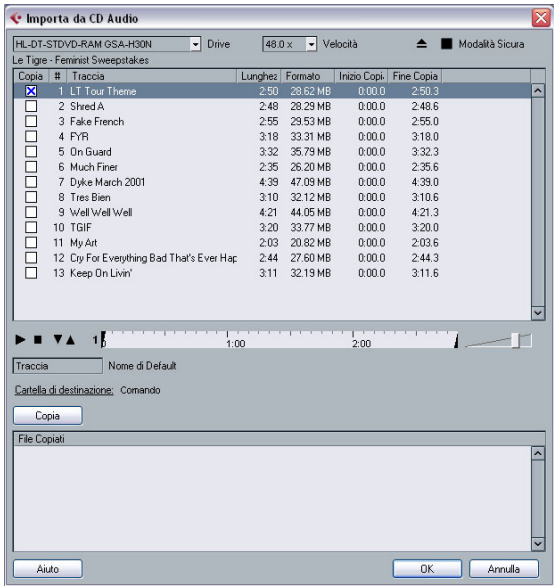 Importa da CD Audio
HL-DT-STDVD-RAM GSA-H30N Drive 48.0 x Velocità Modalità Sicura
Le Tigre - Feminist Sweepstakes
Copia # Traccia Lunghez Formato Inizio Copi. Fine Copia
1 LT Tour Theme 2:50 28.62 MB 0:00.0 2:50.3
2 Shred A 2:48 28.29 MB 0:00.0 2:48.6
3 Fake French 2:55 29.53 MB 0:00.0 2:55.0
4 FYR 3:18 33.31 MB 0:00.0 3:18.0
5 On Guard 3:32 35.79 MB 0:00.0 3:32.3
6 Much Finer 2:35 26.20 MB 0:00.0 2:35.6
7 Dyke March 2001 4:39 47.09 MB 0:00.0 4:39.0
8 Tres Bien 3:10 32.12 MB 0:00.0 3:10.6
9 Well Well Well 4:21 44.05 MB 0:00.0 4:21.3
10 TGIF 3:20 33.77 MB 0:00.0 3:20.0
11 My Art 2:03 20.82 MB 0:00.0 2:03.6
12 Cry For Everything Bad That's Ever Hap 2:44 27.60 MB 0:00.0 2:44.3
13 Keep On Livin' 3:11 32.19 MB 0:00.0 3:11.6
1 0 1:00 2:00
Traccia Nome di Default
Cartella di destinazione: Comando
Copia
File Copiati
Aiuto OK Annulla